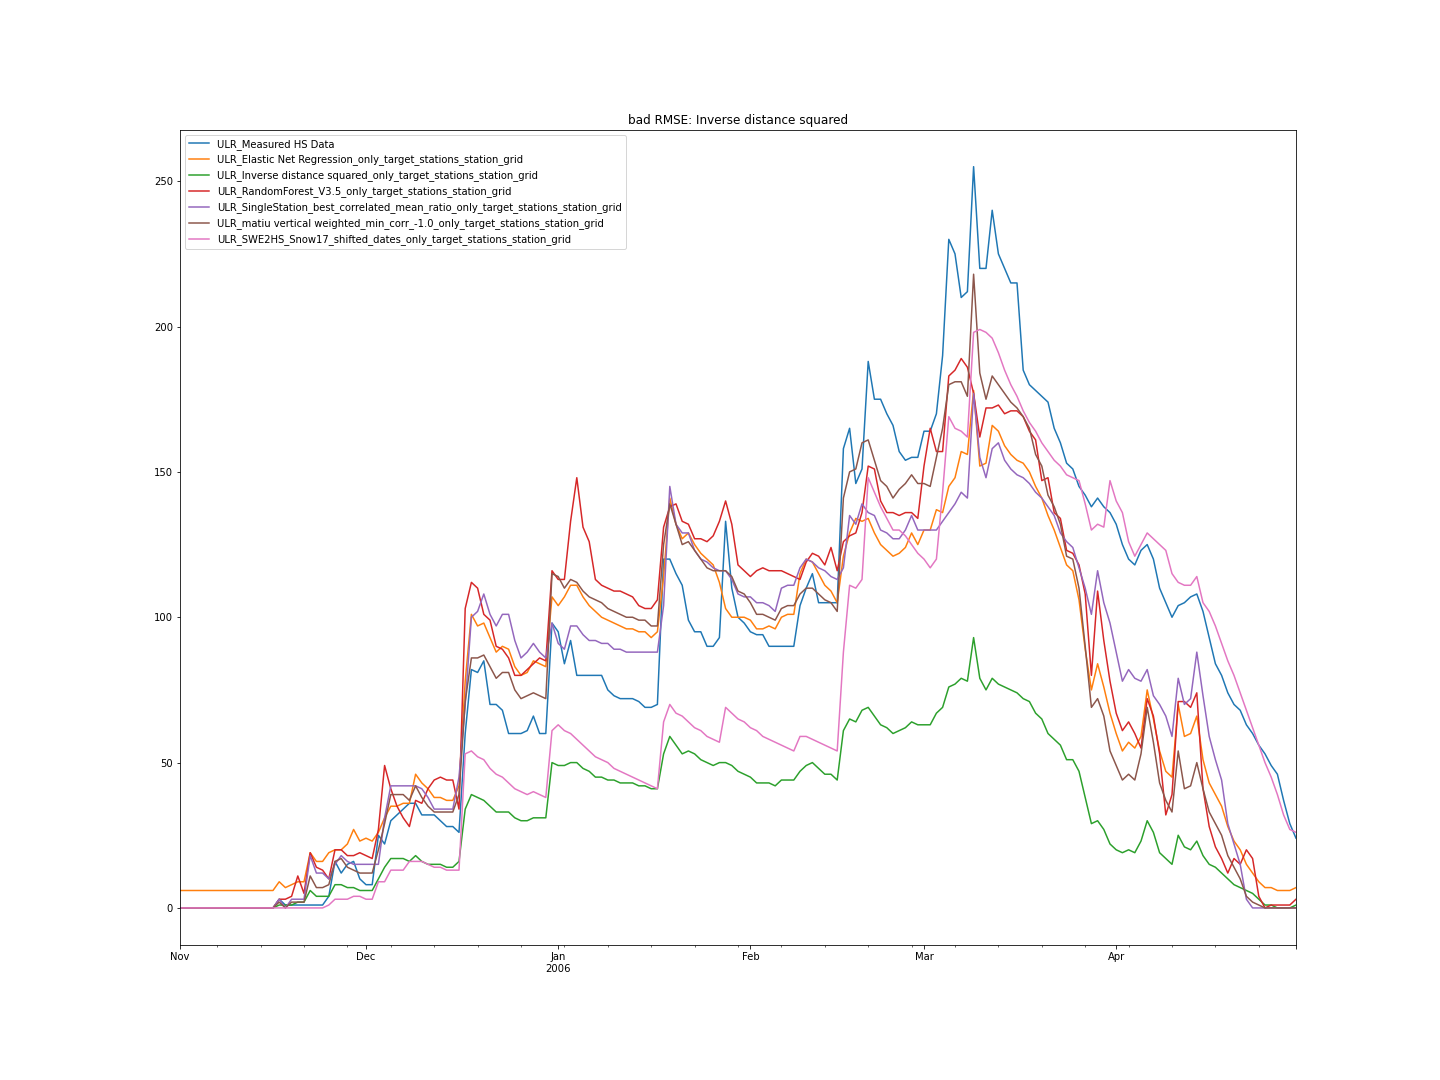 bad RMSE: Inverse distance squared
ULR_Measured HS Data
ULR_Elastic Net Regression_only_target_stations_station_grid
ULR_Inverse distance squared_only_target_stations_station_grid
ULR_RandomForest_V3.5_only_target_stations_station_grid
ULR_SingleStation_best_correlated_mean_ratio_only_target_stations_station_grid
ULR_matiu vertical weighted_min_corr_-1.0_only_target_stations_station_grid
ULR_SWE2HS_Snow17_shifted_dates_only_target_stations_station_grid
250
200
150
100
50
0
Nov Dec Jan Feb Mar Apr
2006